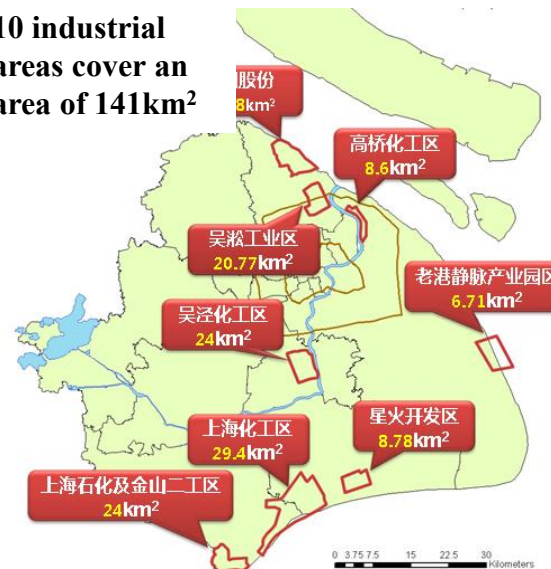 10 industrial
areas cover an
area of 141km²
股份
8km²
高桥化工区
8.6km²
吴淞工业区
20.77km²
老港静脉产业园区
6.71km²
吴泾化工区
24km²
星火开发区
8.78km²
上海化工区
29.4km²
上海石化及金山二工区
24km²
0 3.75 7.5 15 22.5 30
Kilometers